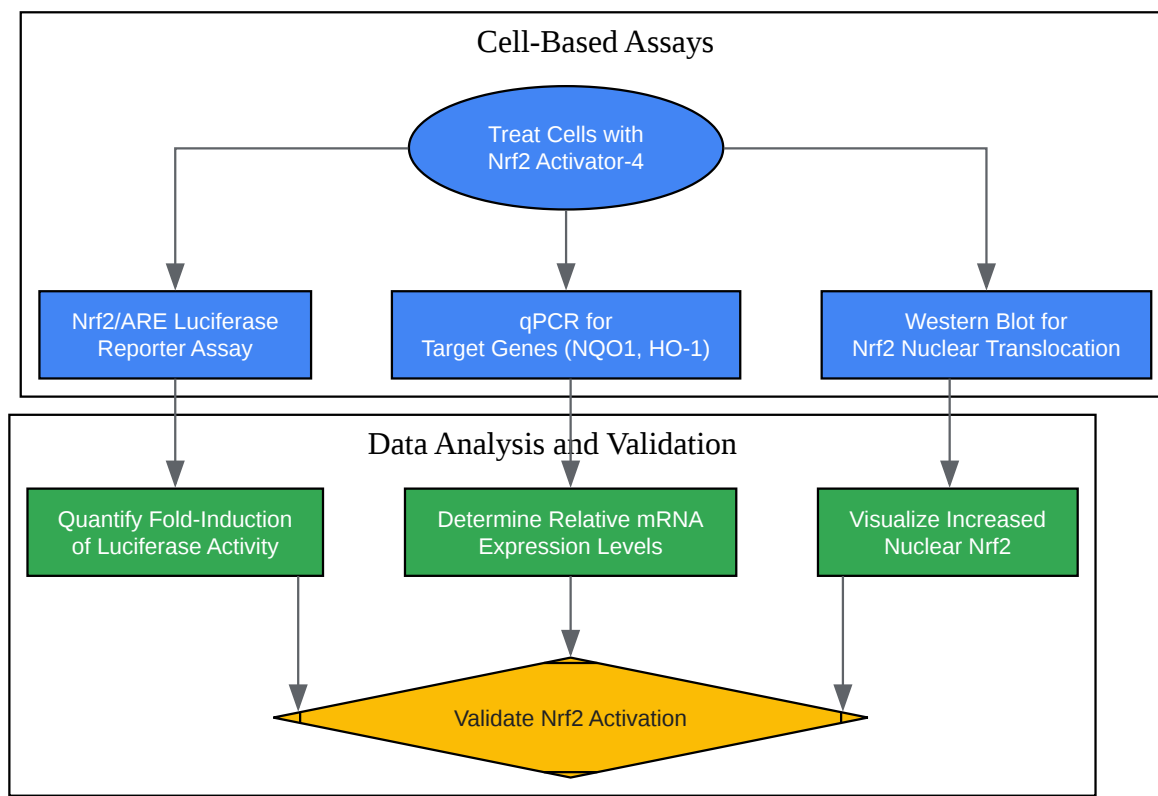 Cell-Based Assays
Treat Cells with
Nrf2 Activator-4
Nrf2/ARE Luciferase
Reporter Assay
qPCR for
Target Genes (NQO1, HO-1)
Western Blot for
Nrf2 Nuclear Translocation
Data Analysis and Validation
Quantify Fold-Induction
of Luciferase Activity
Determine Relative mRNA
Expression Levels
Visualize Increased
Nuclear Nrf2
Validate Nrf2 Activation